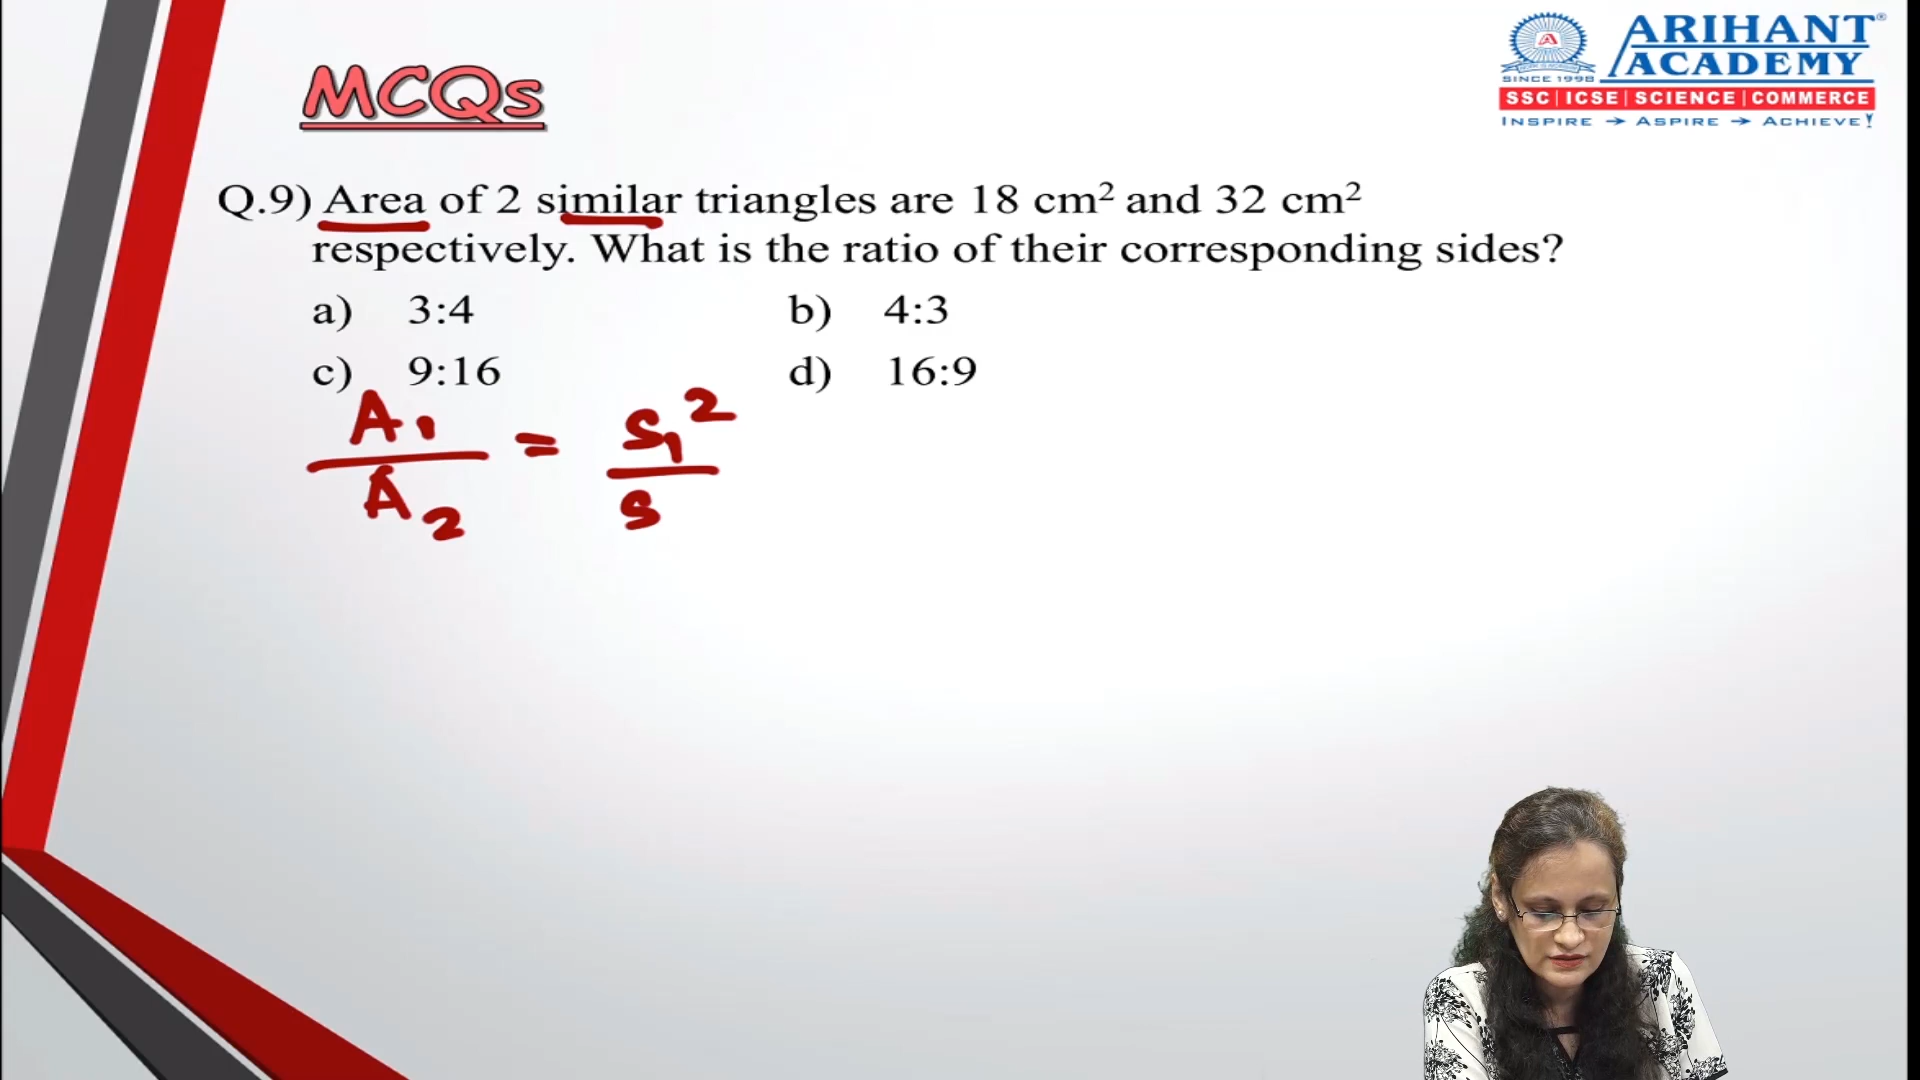 MCQs
ARIHANT®
ACADEMY
SINCE 1998
SSC | ICSE | SCIENCE | COMMERCE
INSPIRE → ASPIRE → ACHIEVE!
Q.9) Area of 2 similar triangles are 18 cm² and 32 cm²
respectively. What is the ratio of their corresponding sides?
a) 3:4 b) 4:3
c) 9:16 d) 16:9
A₁ = S₁²
A₂ S